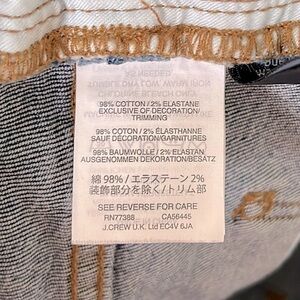 98% COTTON / 2% ELASTANE
EXCLUSIVE OF DECORATION/
TRIMMING
98% COTON / 2% ÉLASTHANNE
SAUF DÉCORATION/GARNITURES
98% BAUMWOLLE / 2% ELASTAN
AUSGENOMMEN DEKORATION/BESATZ
綿 98% / エラステーン 2%
装飾部分を除く/トリム部
SEE REVERSE FOR CARE
RN77388 CA56445
J.CREW U.K. Ltd EC4V 6JA